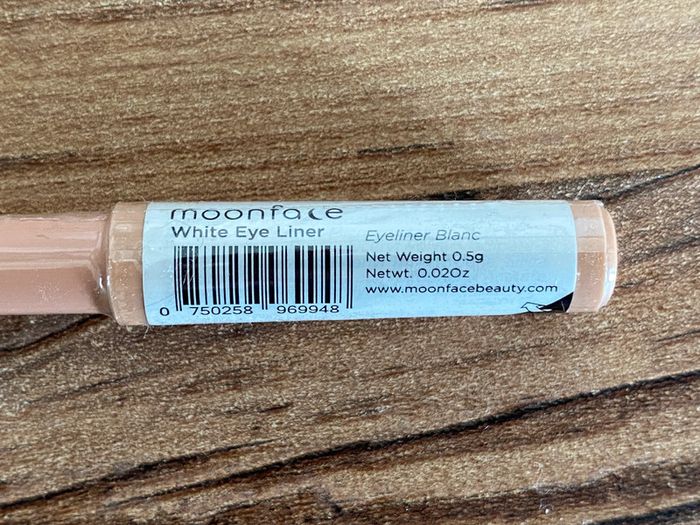 moonface
White Eye Liner
Eyeliner Blanc
Net Weight 0.5g
Netwt. 0.02Oz
www.moonfacebeauty.com
0 750258 969948